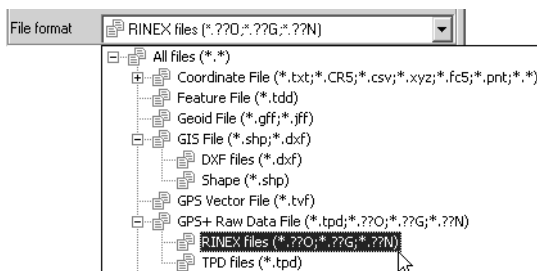 File format
RINEX files (*.??O;*.??G;*.??N)
All files (*.*)
Coordinate File (*.txt;*.CR5;*.csv;*.xyz;*.fc5;*.pnt;*.*)
Feature File (*.tdd)
Geoid File (*.gff;*.jff)
GIS File (*.shp;*.dxf)
DXF files (*.dxf)
Shape (*.shp)
GPS Vector File (*.tvf)
GPS+ Raw Data File (*.tpd;*.??O;*.??G;*.??N)
RINEX files (*.??O;*.??G;*.??N)
TPD files (*.tpd)